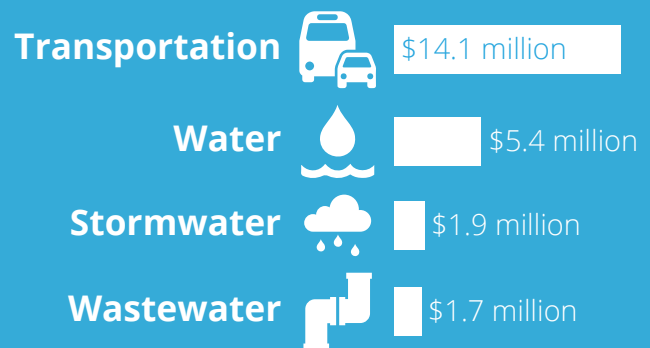 Transportation $14.1 million
Water $5.4 million
Stormwater $1.9 million
Wastewater $1.7 million